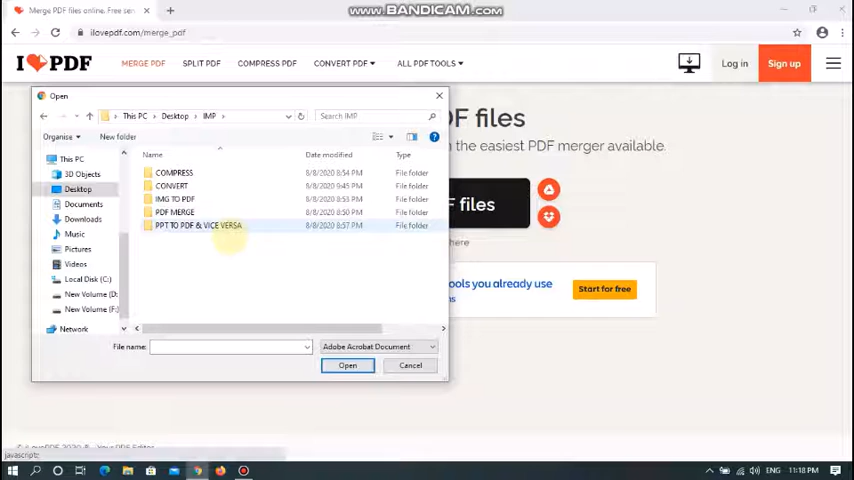 Merge PDF files online. Free ser
www.BANDICAM.com
ilovepdf.com/merge_pdf
I PDF MERGE PDF SPLIT PDF COMPRESS PDF CONVERT PDF ALL PDF TOOLS Log in Sign up
Open
This PC > Desktop > IMP > Search IMP
Organise New folder
Name Date modified Type
This PC
3D Objects
Desktop
Documents
Downloads
Music
Pictures
Videos
Local Disk (C:)
New Volume (D:
New Volume (F:)
Network
COMPRESS 8/8/2020 8:54 PM File folder
CONVERT 8/8/2020 9:45 PM File folder
IMG TO PDF 8/8/2020 8:53 PM File folder
PDF MERGE 8/8/2020 8:50 PM File folder
PPT TO PDF & VICE VERSA 8/8/2020 8:57 PM File folder
File name: Adobe Acrobat Document
Open Cancel
DF files
n the easiest PDF merger available.
F files
here
tools you already use
ns
Start for free
javascript:;
ENG 11:18 PM